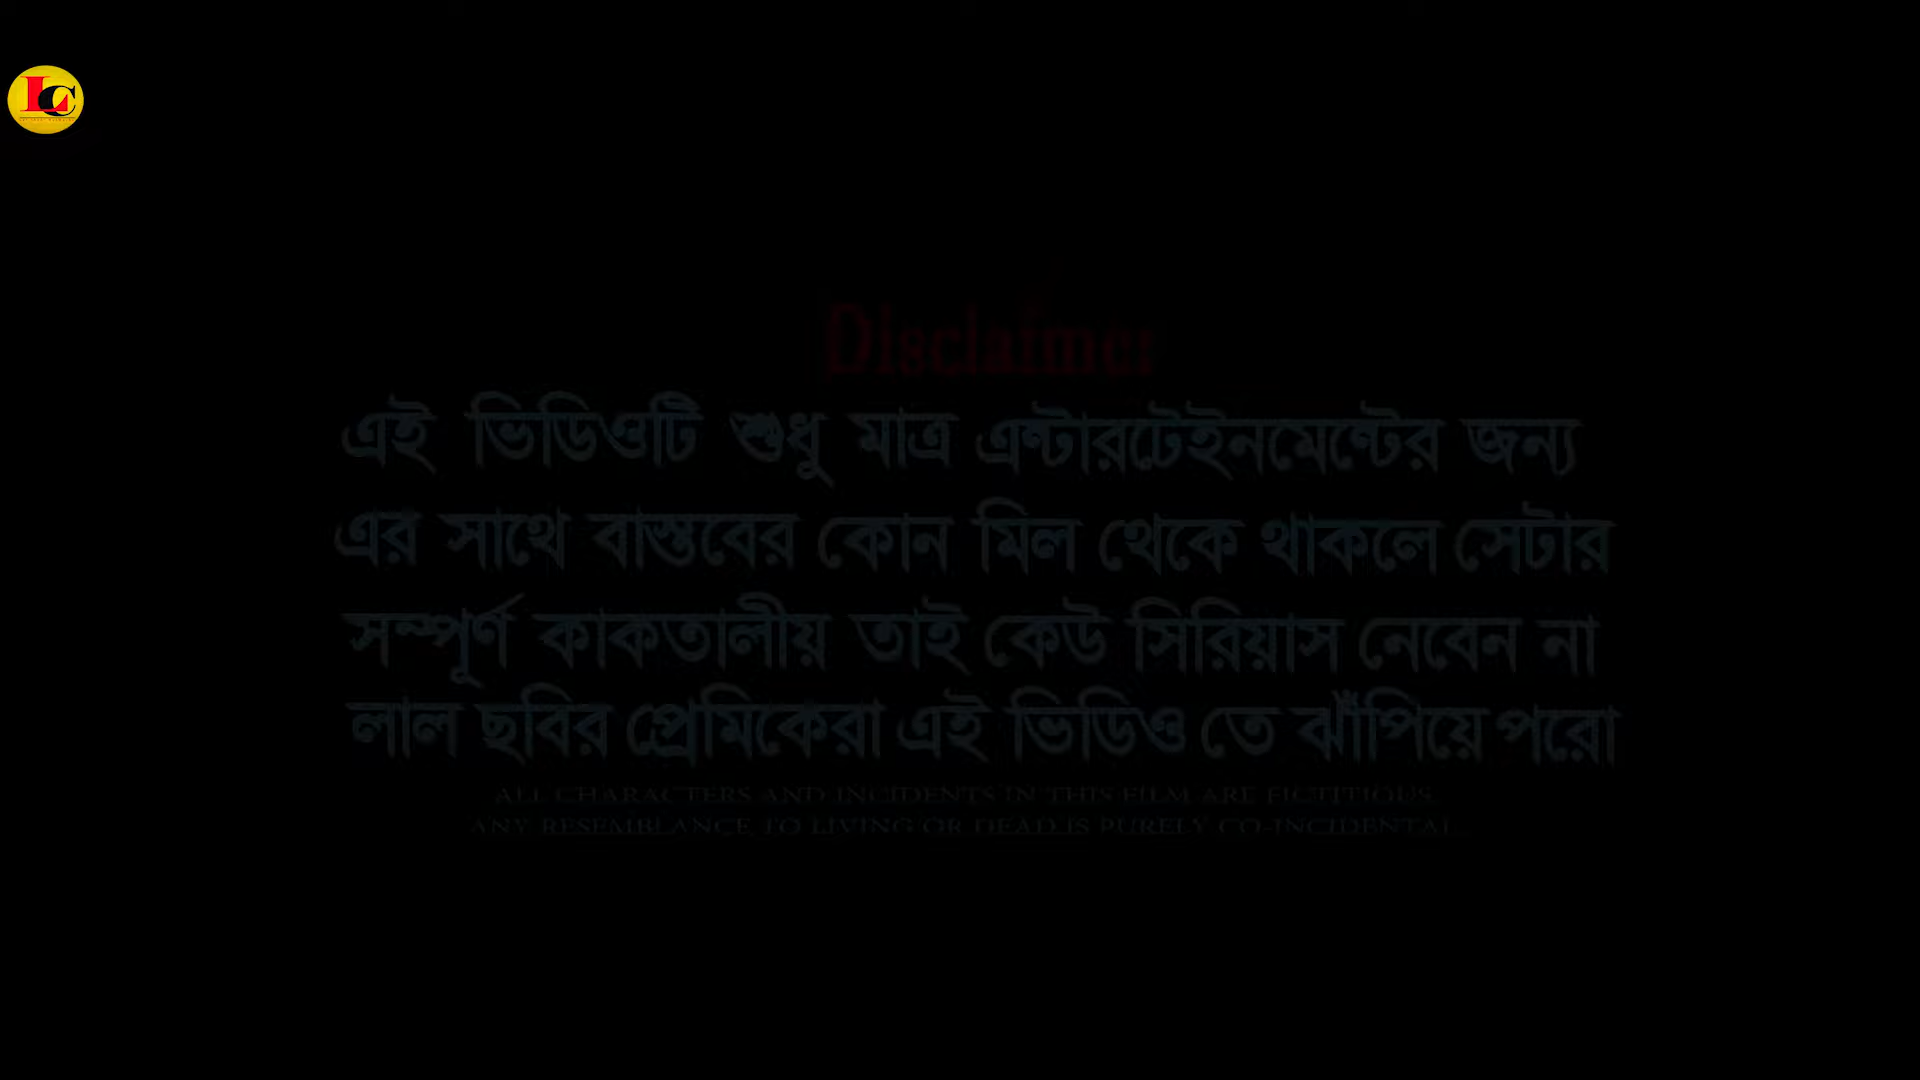 LC
Disclaimer
এই ভিডিওটি শুধু মাত্র এন্টারটেইনমেন্টের জন্য
এর সাথে বাস্তবের কোন মিল থেকে থাকলে সেটার
সম্পূর্ণ কাকতালীয় তাই কেউ সিরিয়াস নেবেন না
লাল ছবির প্রেমিকেরা এই ভিডিও তে ঝাঁপিয়ে পরো
ALL CHARACTERS AND INCIDENTS IN THIS FILM ARE FICTITIOUS.
ANY RESEMBLANCE TO LIVING OR DEAD IS PURELY CO-INCIDENTAL..